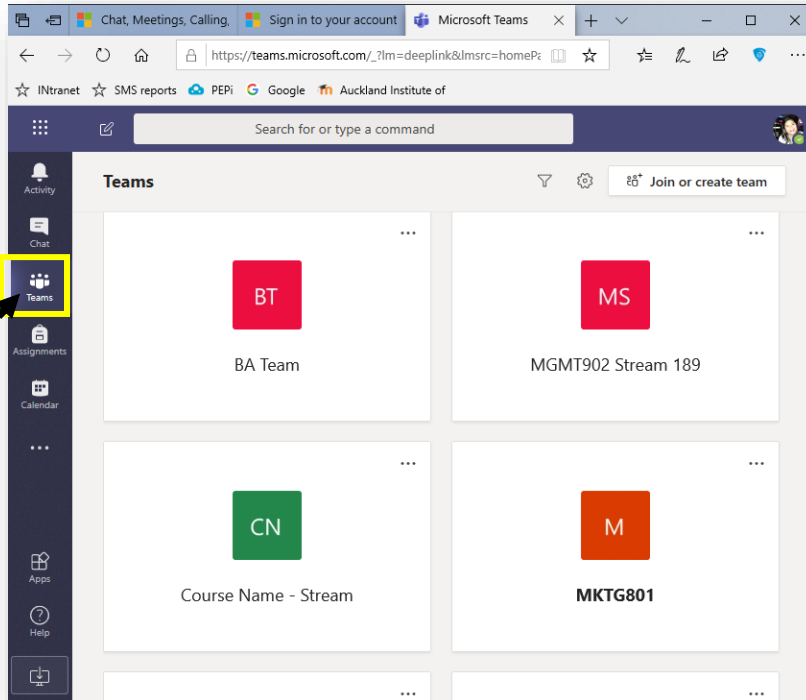 Chat, Meetings, Calling, Sign in to your account Microsoft Teams
https://teams.microsoft.com/_?lm=deeplink&lmsrc=homePa
INtranet SMS reports PEPi G Google Auckland Institute of
Search for or type a command
Activity
Chat
Teams
Assignments
Calendar
Apps
Help
Teams Join or create team
BT MS
BA Team MGMT902 Stream 189
CN M
Course Name - Stream MKTG801